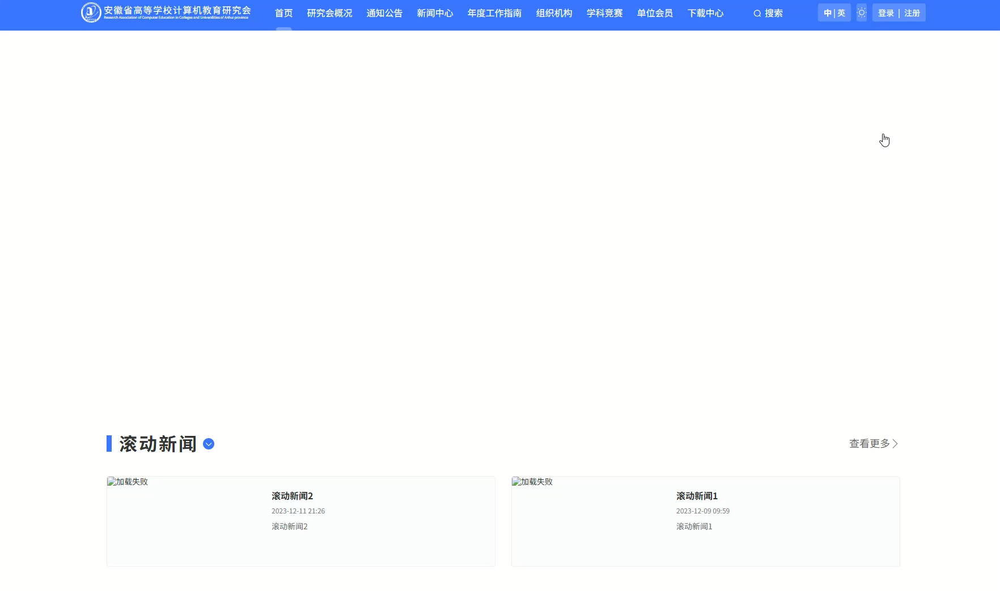 安徽省高等学校计算机教育研究会
Research Association of Computer Education in Colleges and Universities of Anhui province
首页 研究会概况 通知公告 新闻中心 年度工作指南 组织机构 学科竞赛 单位会员 下载中心 搜索 中 | 英 登录 | 注册
滚动新闻 查看更多
加载失败
滚动新闻2
2023-12-11 21:26
滚动新闻2
加载失败
滚动新闻1
2023-12-09 09:59
滚动新闻1